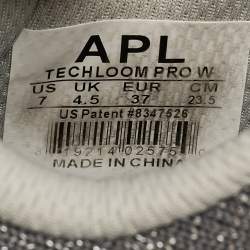 APL
TECHLOOM PRO W
US UK EUR CM
7 4.5 37 23.5
US Patent #8347526
MADE IN CHINA